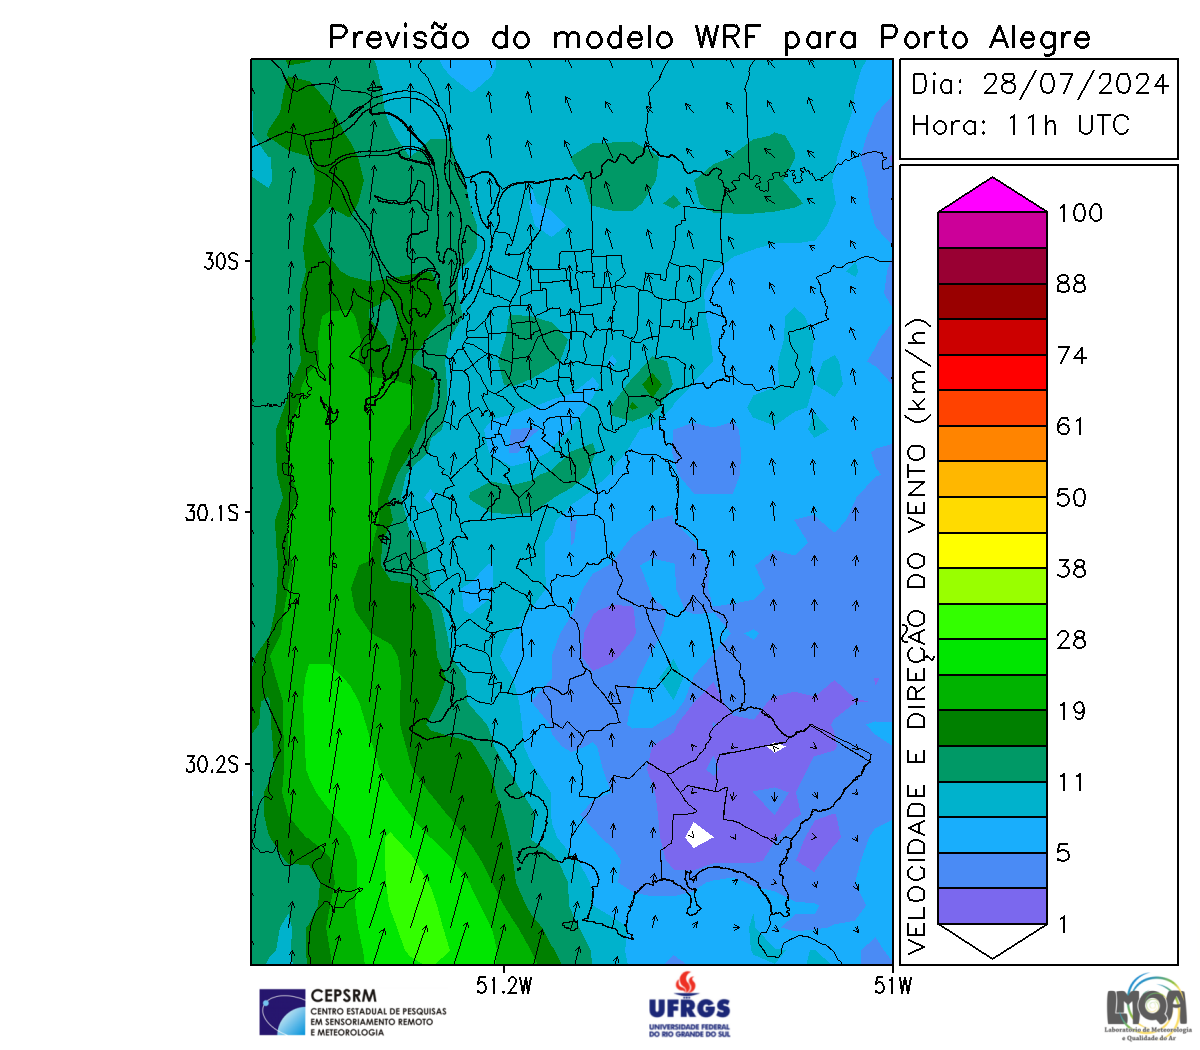 Previsão do modelo WRF para Porto Alegre
Dia: 28/07/2024
Hora: 11h UTC
30S
30.1S
30.2S
51.2W
51W
VELOCIDADE E DIREÇÃO DO VENTO (km/h)
100
88
74
61
50
38
28
19
11
5
1
CEPSRM
CENTRO ESTADUAL DE PESQUISAS
EM SENSORIAMENTO REMOTO
E METEOROLOGIA
UFRGS
UNIVERSIDADE FEDERAL
DO RIO GRANDE DO SUL
LMQA
Laboratório de Meteorologia
e Qualidade do Ar